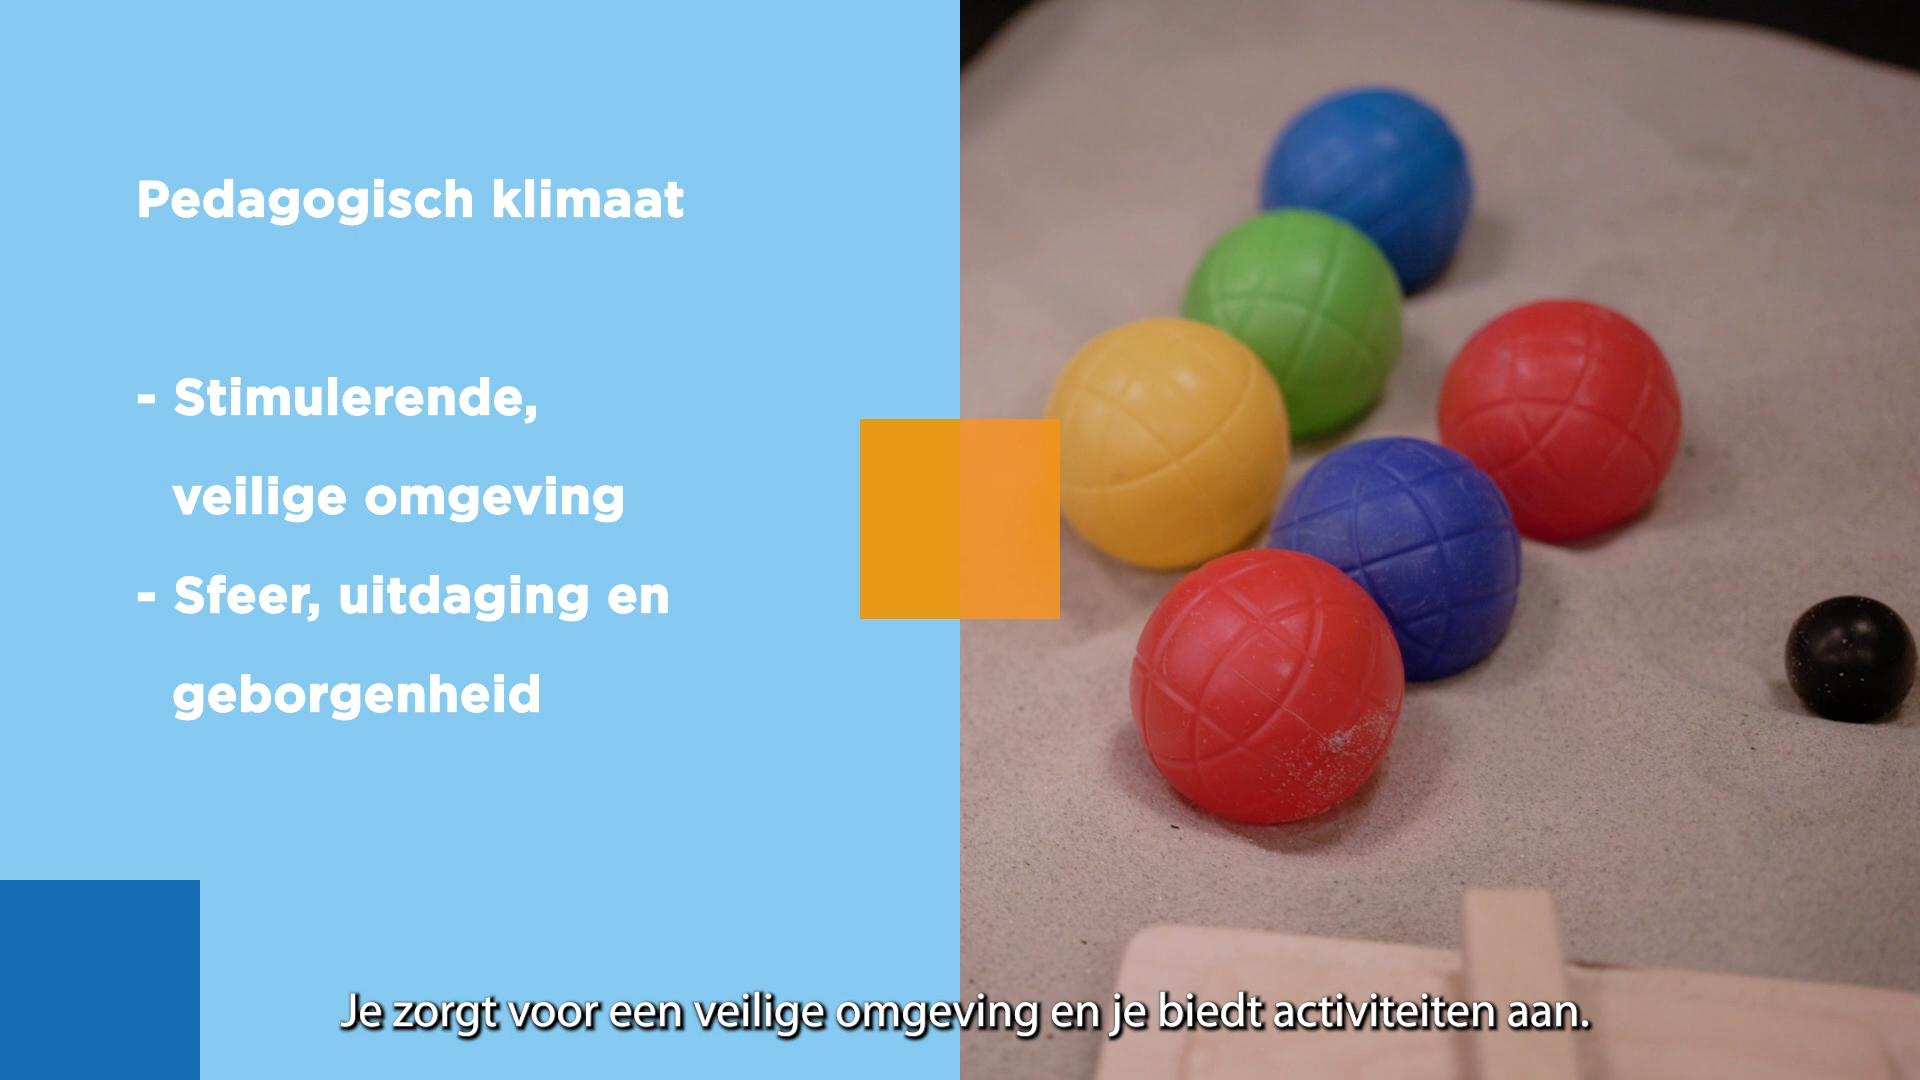 Pedagogisch klimaat
- Stimulerende,
veilige omgeving
- Sfeer, uitdaging en
geborgenheid
Je zorgt voor een veilige omgeving en je biedt activiteiten aan.